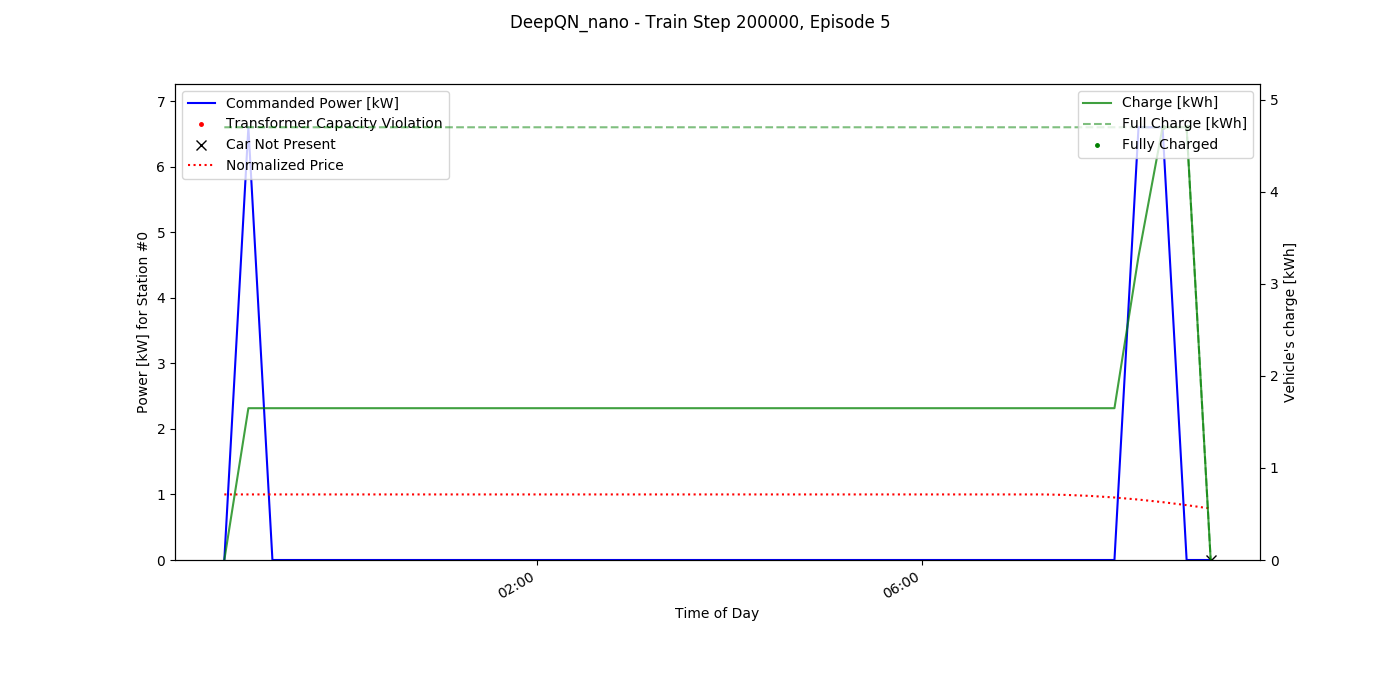 DeepQN_nano - Train Step 200000, Episode 5
Commanded Power [kW]
Transformer Capacity Violation
Car Not Present
Normalized Price
Charge [kWh]
Full Charge [kWh]
Fully Charged
Power [kW] for Station #0
7
6
5
4
3
2
1
0
5
4
3
2
1
0
Vehicle's charge [kWh]
02:00
06:00
Time of Day